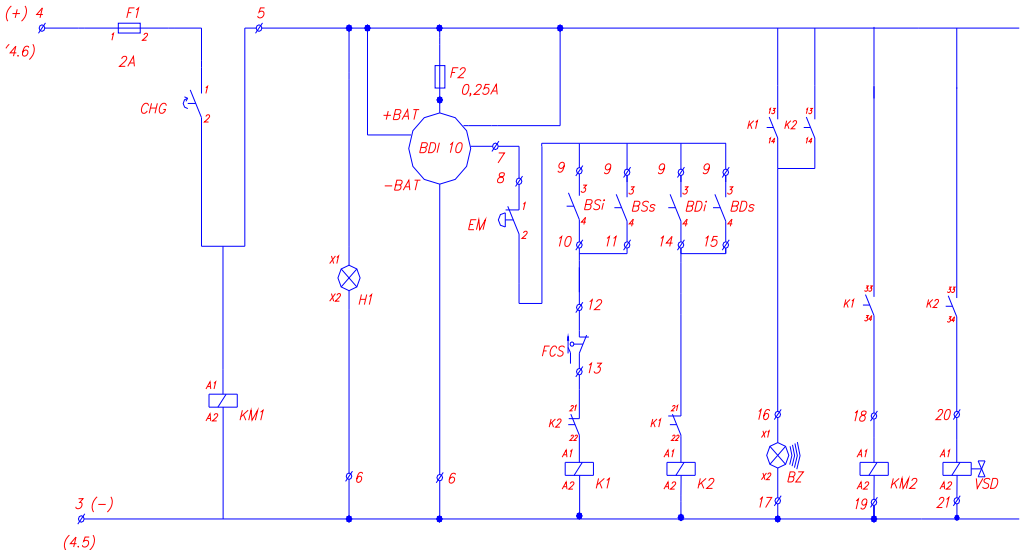 (+) 4
F1
5
1 2
'4.6)
2A
F2
0,25A
CHG
1
2
+BAT
BDI 10
-BAT
7
8
EM
1
2
9
9
9
9
3
3
3
3
BSi
BSs
BDi
BDs
4
4
4
4
10
11
14
15
13
13
K1
K2
14
14
X1
X2
H1
12
FCS
13
33
33
K1
K2
34
34
A1
A2
KM1
21
21
K2
K1
22
22
16
18
20
X1
X2
BZ
A1
A1
A1
A1
A2
A2
A2
A2
K1
K2
KM2
VSD
6
6
17
19
21
3 (-)
(4.5)